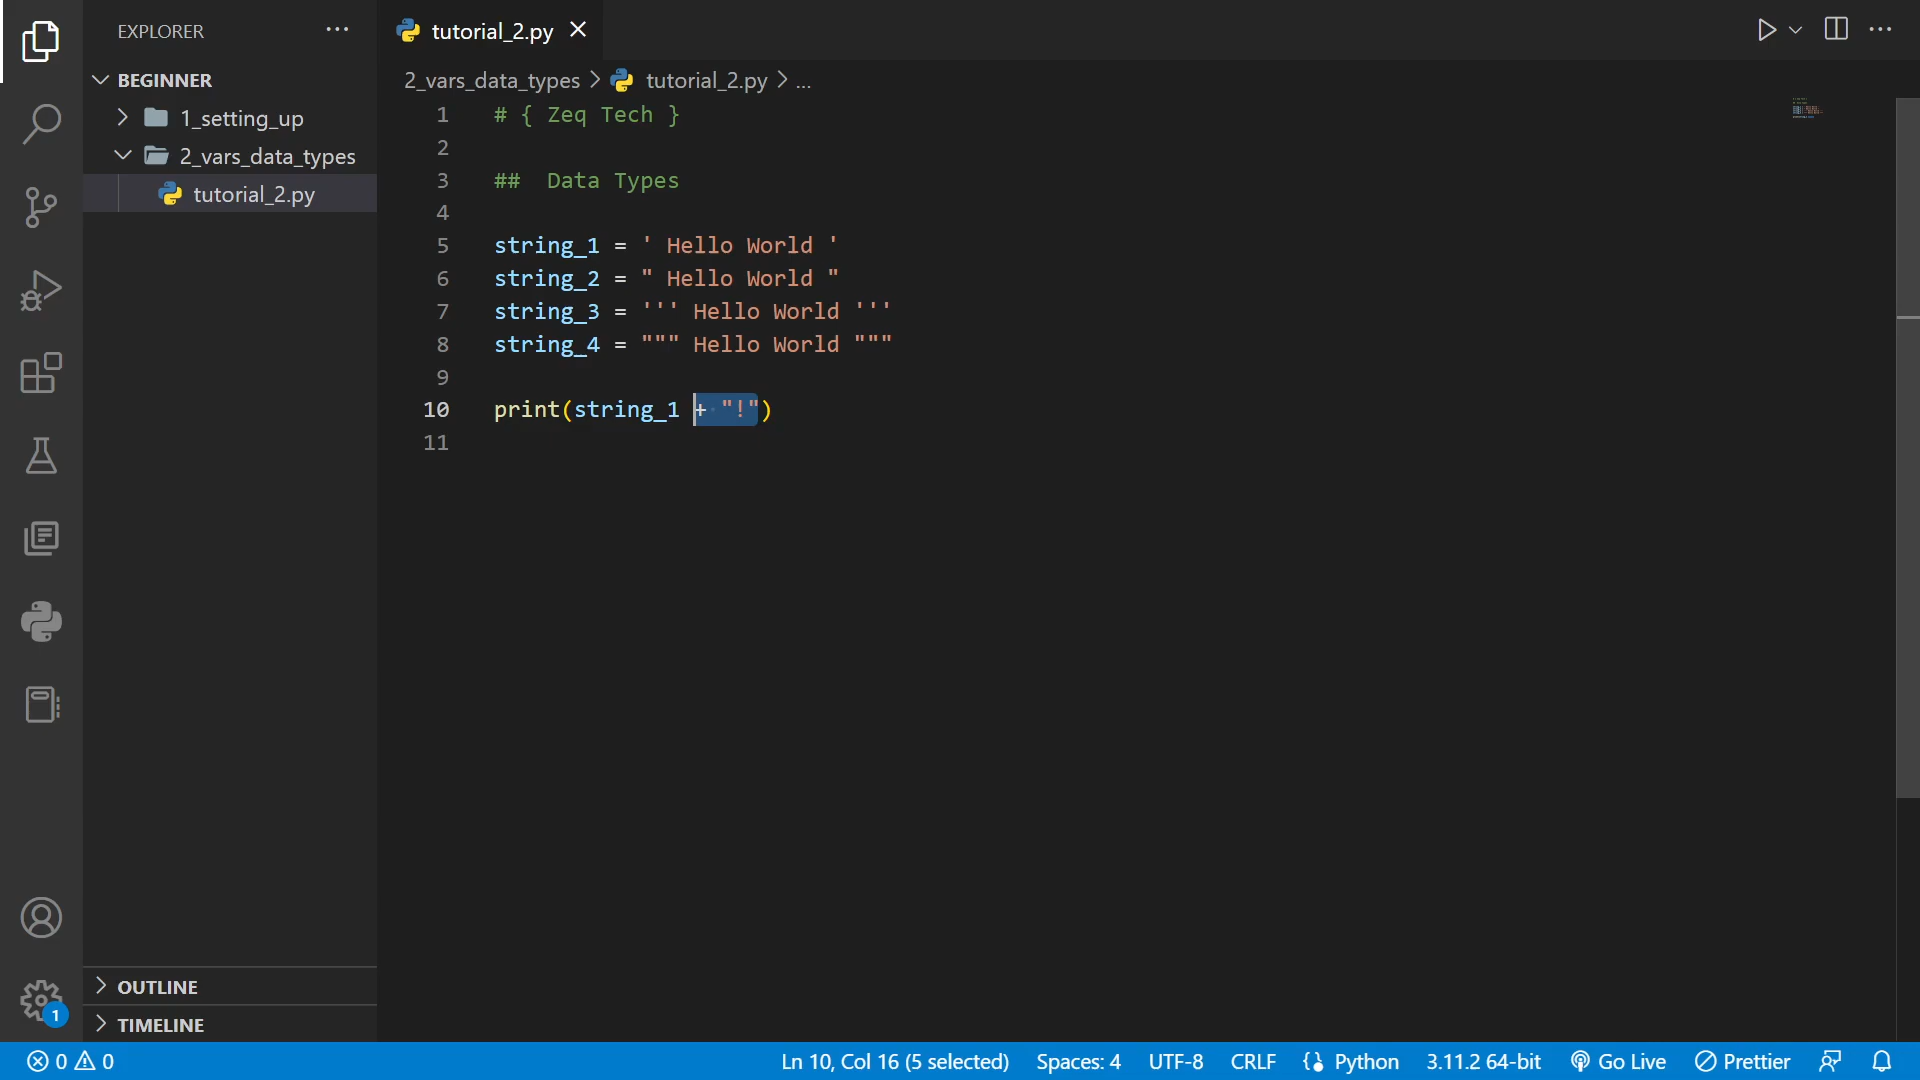 EXPLORER
BEGINNER
1_setting_up
2_vars_data_types
tutorial_2.py
OUTLINE
TIMELINE
tutorial_2.py
2_vars_data_types > tutorial_2.py > ...
1 # { Zeq Tech }
2
3 ##  Data Types
4
5 string_1 = ' Hello World '
6 string_2 = " Hello World "
7 string_3 = ''' Hello World '''
8 string_4 = """ Hello World """
9
10 print(string_1 + "!")
11
1
0 0 Ln 10, Col 16 (5 selected) Spaces: 4 UTF-8 CRLF Python 3.11.2 64-bit Go Live Prettier